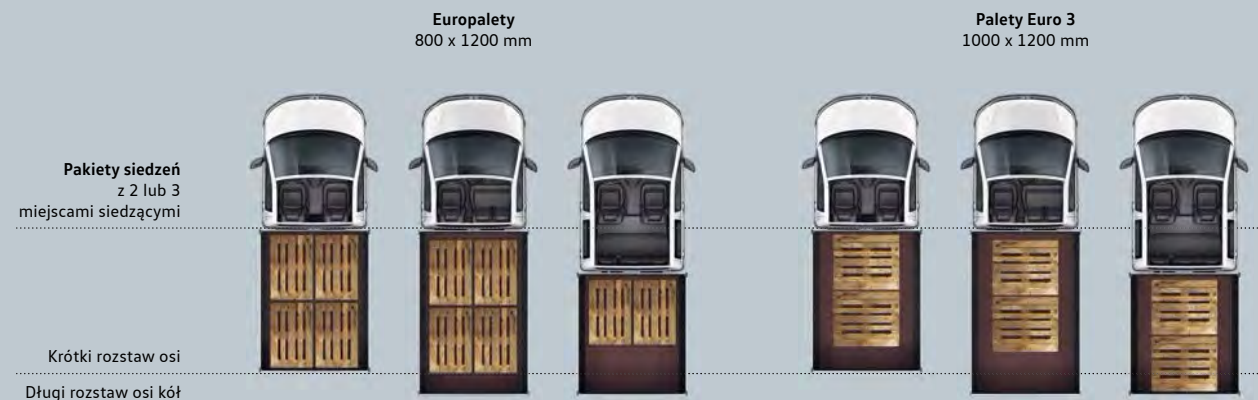 Europalety
800 x 1200 mm
Palety Euro 3
1000 x 1200 mm
Pakiety siedzeń
z 2 lub 3
miejscami siedzącymi
Krótki rozstaw osi
Długi rozstaw osi kół